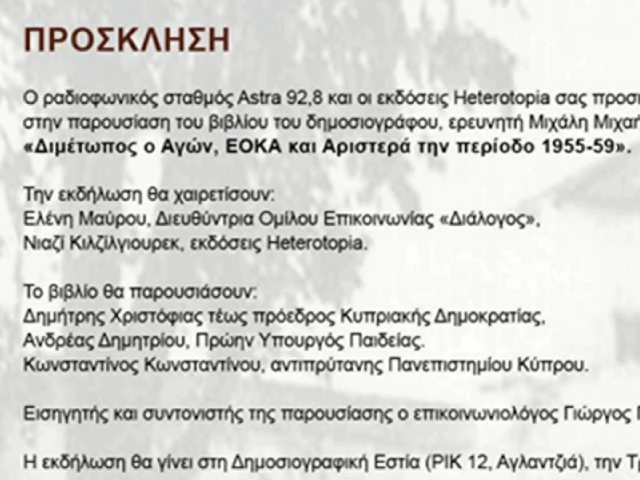 ΠΡΟΣΚΛΗΣΗ
Ο ραδιοφωνικός σταθμός Astra 92,8 και οι εκδόσεις Heterotopia σας
στην παρουσίαση του βιβλίου του δημοσιογράφου, ερευνητή Μιχάλη
«Διμέτωπος ο Αγών, ΕΟΚΑ και Αριστερά την περίοδο 1955-59».
Την εκδήλωση θα χαιρετίσουν:
Ελένη Μαύρου, Διευθύντρια Ομίλου Επικοινωνίας «Διάλογος»,
Νιαζί Κιλζίλγιουρεκ, εκδόσεις Heterotopia.
Το βιβλίο θα παρουσιάσουν:
Δημήτρης Χριστόφιας τέως πρόεδρος Κυπριακής Δημοκρατίας,
Ανδρέας Δημητρίου, Πρώην Υπουργός Παιδείας.
Κωνσταντίνος Κωνσταντίνου, αντιπρύτανης Πανεπιστημίου Κύπρου.
Εισηγητής και συντονιστής της παρουσίασης ο επικοινωνιολόγος Γιώργος
Η εκδήλωση θα γίνει στη Δημοσιογραφική Εστία (ΡΙΚ 12, Αγλαντζιά), την